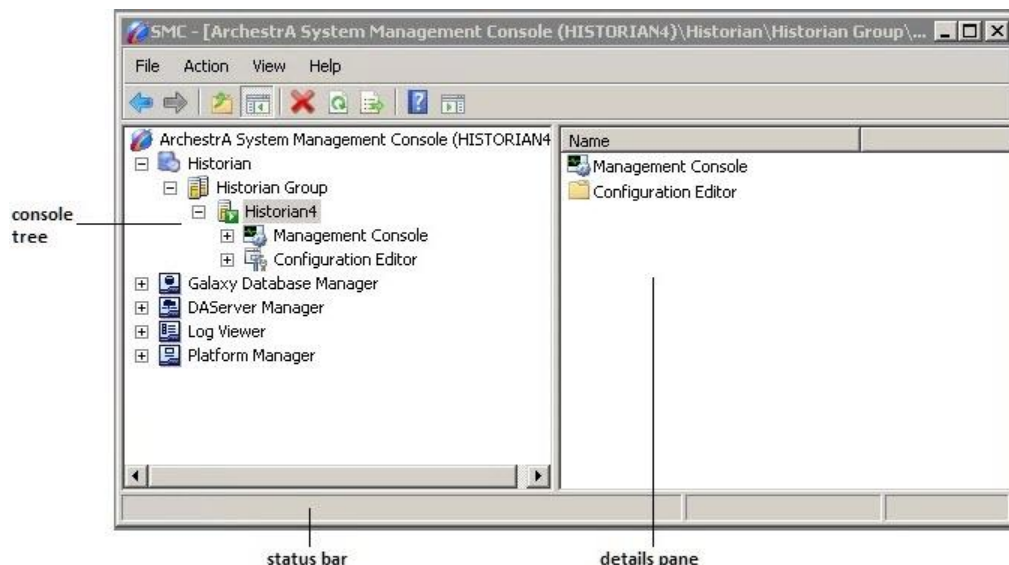 SMC - [ArchestrA System Management Console (HISTORIAN4)\Historian\Historian Group\...
File Action View Help
ArchestrA System Management Console (HISTORIAN4
Historian
Historian Group
Historian4
Management Console
Configuration Editor
Galaxy Database Manager
DAServer Manager
Log Viewer
Platform Manager
Name
Management Console
Configuration Editor
console
tree
status bar
details pane